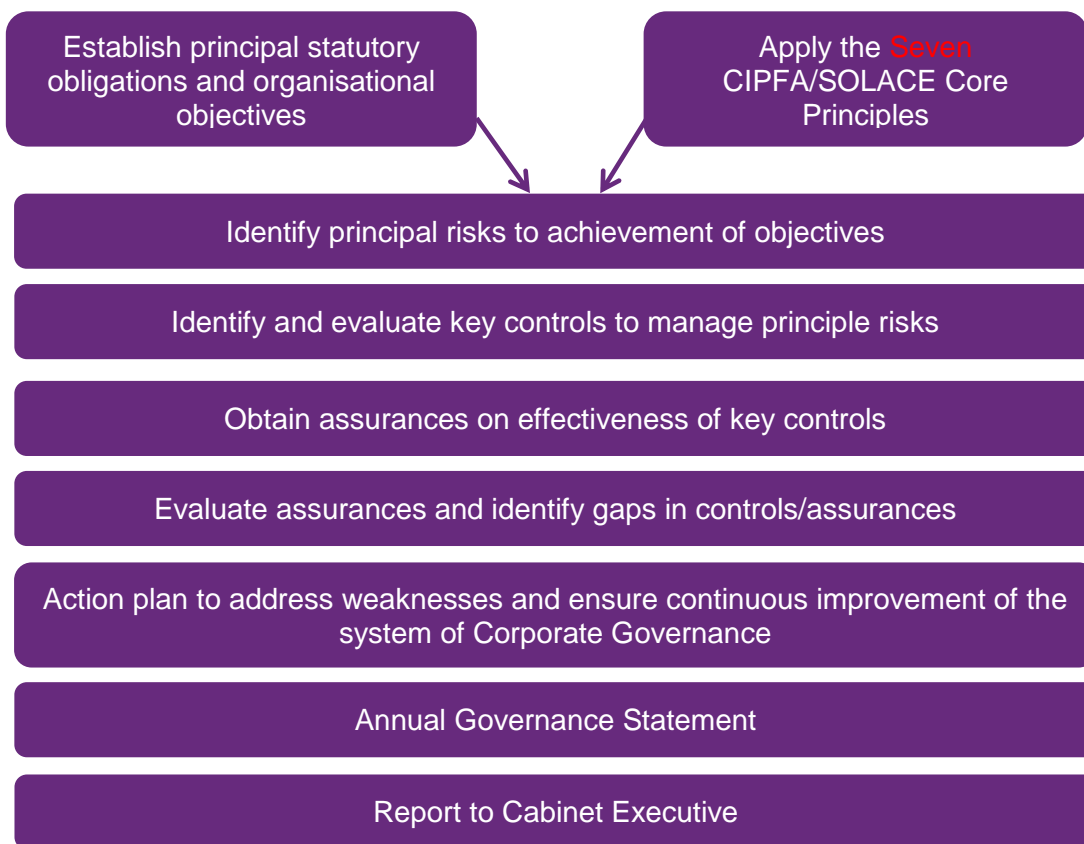 Establish principal statutory
obligations and organisational
objectives
Apply the Seven
CIPFA/SOLACE Core
Principles
Identify principal risks to achievement of objectives
Identify and evaluate key controls to manage principle risks
Obtain assurances on effectiveness of key controls
Evaluate assurances and identify gaps in controls/assurances
Action plan to address weaknesses and ensure continuous improvement of the
system of Corporate Governance
Annual Governance Statement
Report to Cabinet Executive